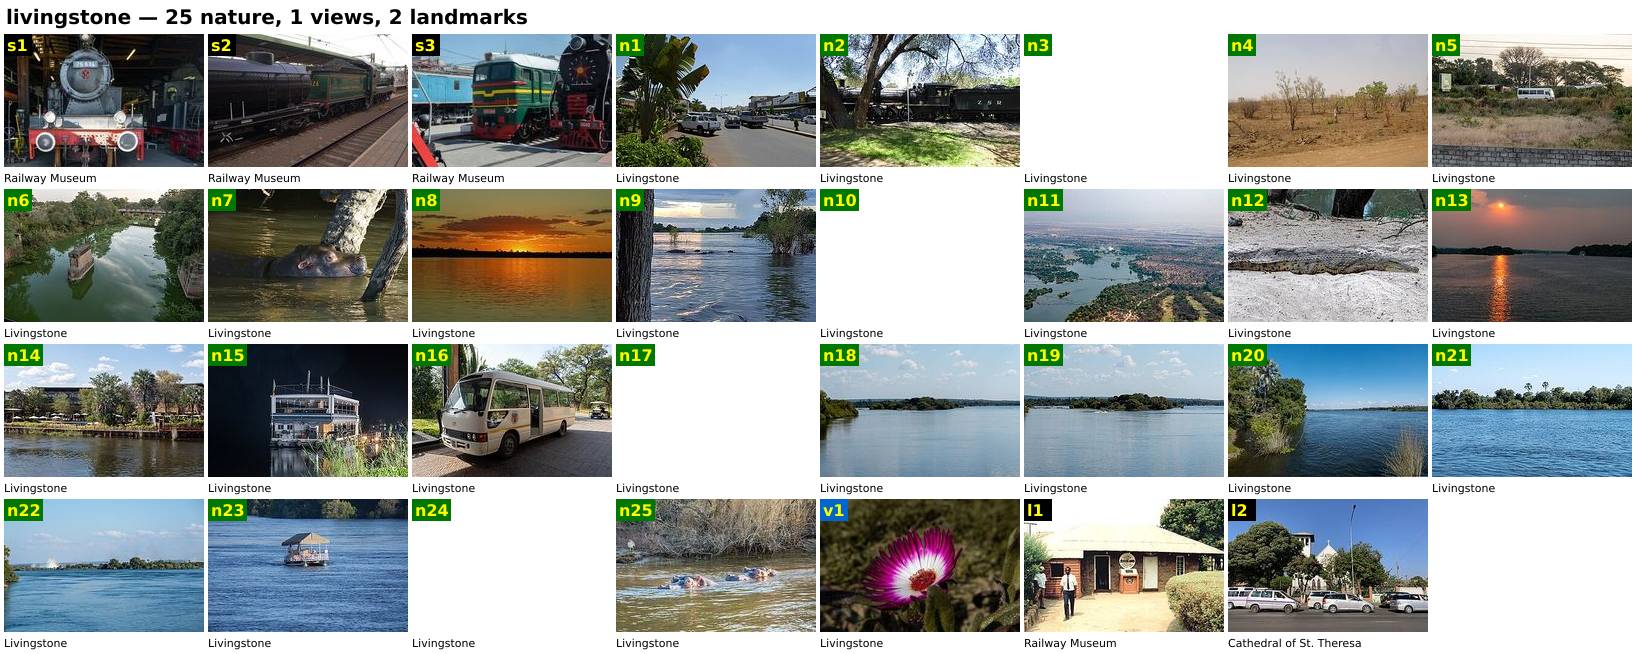 livingstone — 25 nature, 1 views, 2 landmarks
s1
s2
s3
n1
n2
n3
n4
n5
Z S R
Railway Museum
Railway Museum
Railway Museum
Livingstone
Livingstone
Livingstone
Livingstone
Livingstone
n6
n7
n8
n9
n10
n11
n12
n13
Livingstone
Livingstone
Livingstone
Livingstone
Livingstone
Livingstone
Livingstone
Livingstone
n14
n15
n16
n17
n18
n19
n20
n21
Livingstone
Livingstone
Livingstone
Livingstone
Livingstone
Livingstone
Livingstone
Livingstone
n22
n23
n24
n25
v1
l1
l2
Livingstone
Livingstone
Livingstone
Livingstone
Livingstone
Railway Museum
Cathedral of St. Theresa